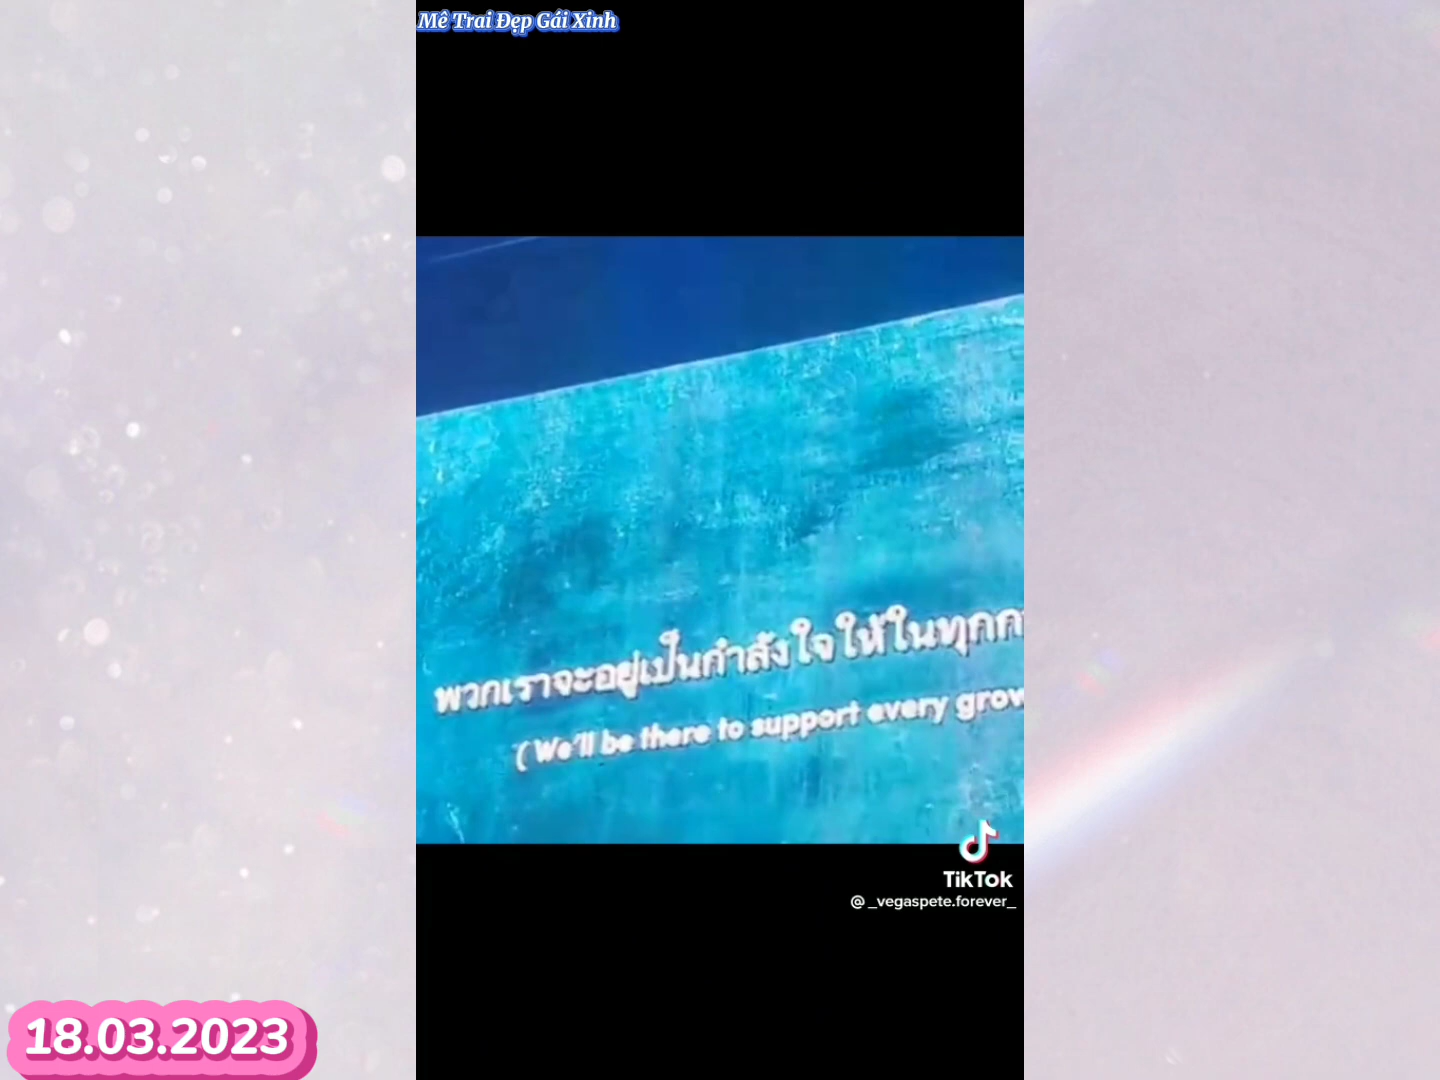 Mê Trai Đẹp Gái Xinh
พวกเราจะอยู่เป็นกำลังใจให้ในทุก
(We'll be there to support every
TikTok
@ _vegaspete.forever_
18.03.2023